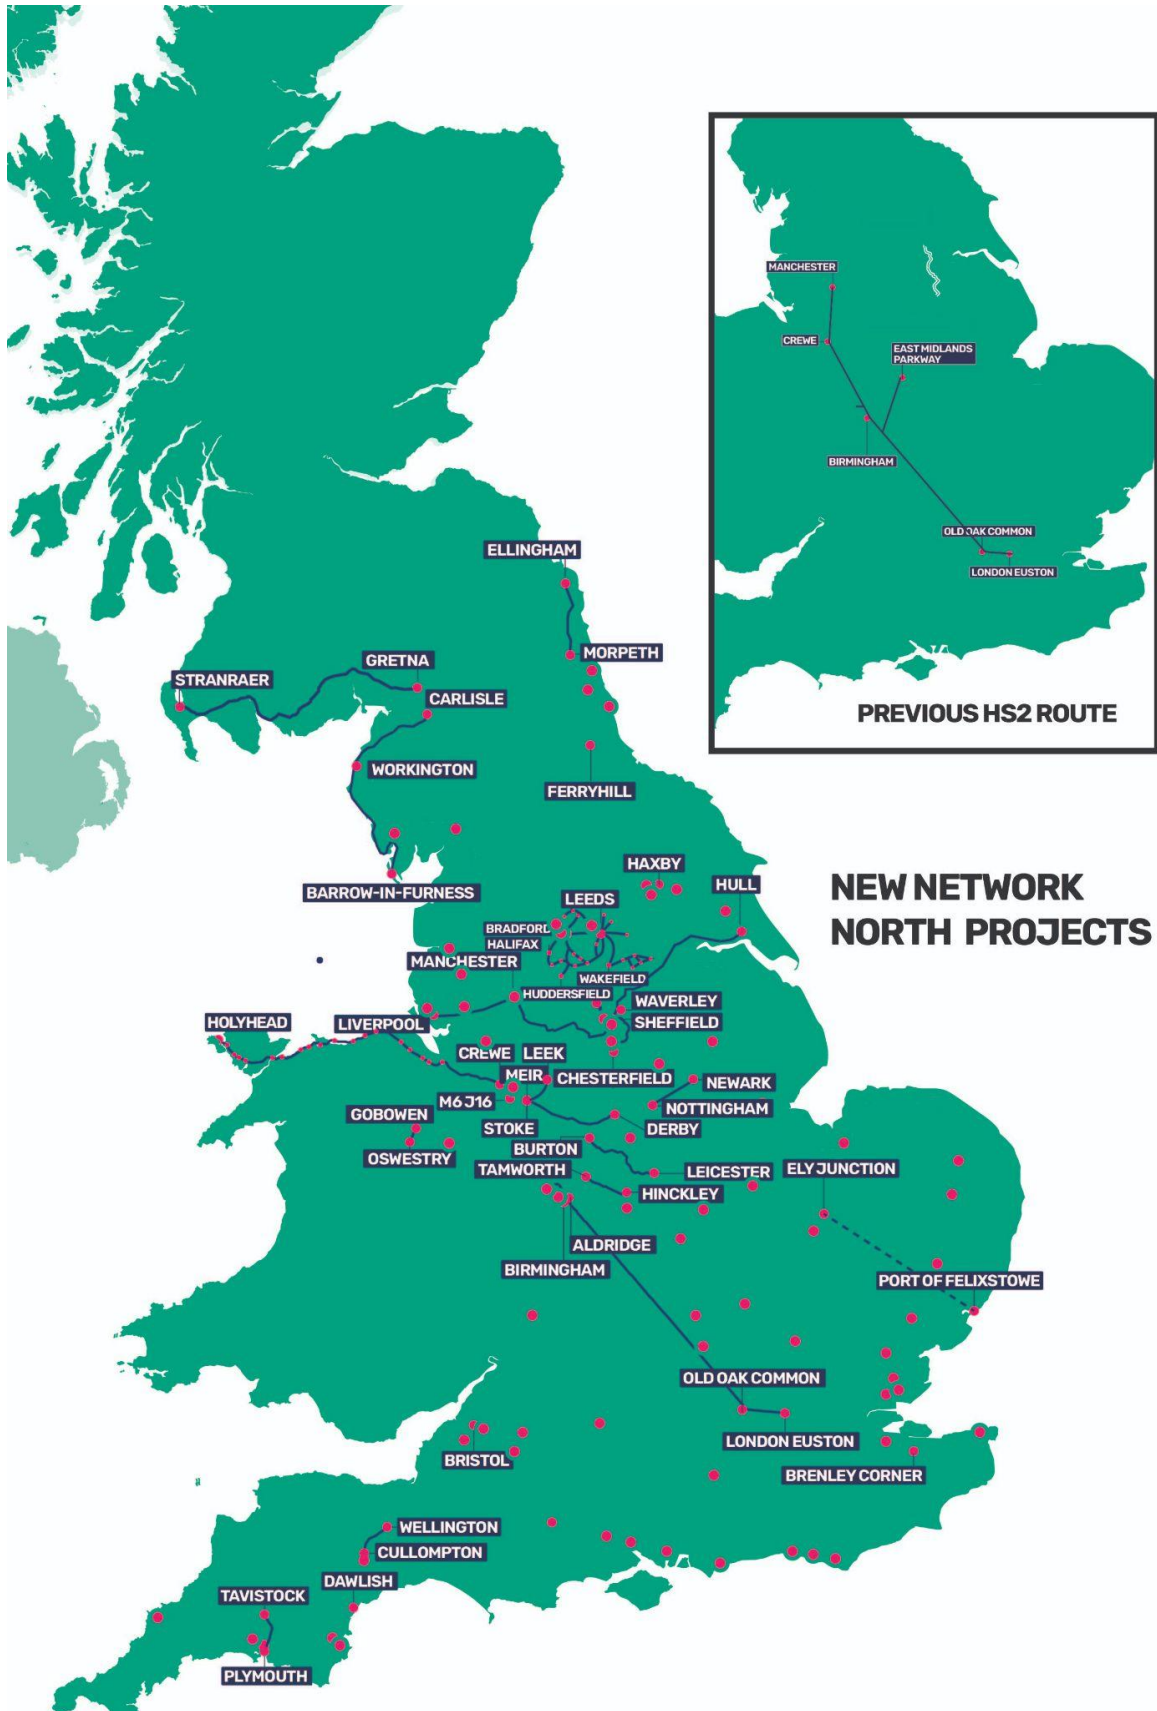 MANCHESTER
CREWE
EAST MIDLANDS
PARKWAY
BIRMINGHAM
OLD OAK COMMON
LONDON EUSTON
PREVIOUS HS2 ROUTE
NEW NETWORK
NORTH PROJECTS
ELLINGHAM
MORPETH
GRETNA
STRANRAER
CARLISLE
WORKINGTON
FERRYHILL
BARROW-IN-FURNESS
HAXBY
HULL
LEEDS
BRADFORD
HALIFAX
MANCHESTER
WAKEFIELD
HUDDERSFIELD
WAVERLEY
SHEFFIELD
HOLYHEAD
LIVERPOOL
CREWE
LEEK
MEIR
CHESTERFIELD
NEWARK
M6 J16
NOTTINGHAM
GOBOWEN
STOKE
DERBY
OSWESTRY
BURTON
TAMWORTH
LEICESTER
ELY JUNCTION
HINCKLEY
ALDRIDGE
BIRMINGHAM
PORT OF FELIXSTOWE
OLD OAK COMMON
LONDON EUSTON
BRISTOL
BRENLEY CORNER
WELLINGTON
CULLOMPTON
DAWLISH
TAVISTOCK
PLYMOUTH